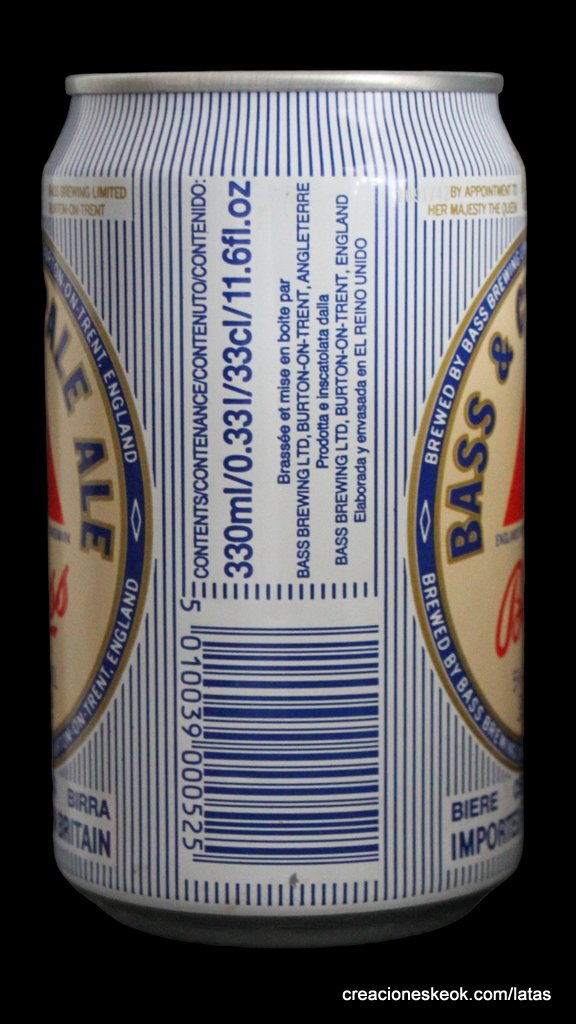 BASS BREWING LIMITED
BURTON-ON-TRENT
BY APPOINTMENT TO
HER MAJESTY THE QUEEN
CONTENTS/CONTENANCE/CONTENUTO/CONTENIDO:
330ml/0.33l/33cl/11.6fl.oz
Brassée et mise en boite par
BASS BREWING LTD, BURTON-ON-TRENT, ANGLETERRE
Prodotta e inscatolata dalla
BASS BREWING LTD, BURTON-ON-TRENT, ENGLAND
Elaborada y envasada en EL REINO UNIDO
ALE ALE
ON-TRENT, ENGLAND
ON-TRENT, ENGLAND
BREWED BY BASS BREWING
BASS &
BREWED BY BASS BREWING
5 010039 000525
BIRRA
BRITAIN
BIERE
IMPORTE
creacioneskeok.com/latas